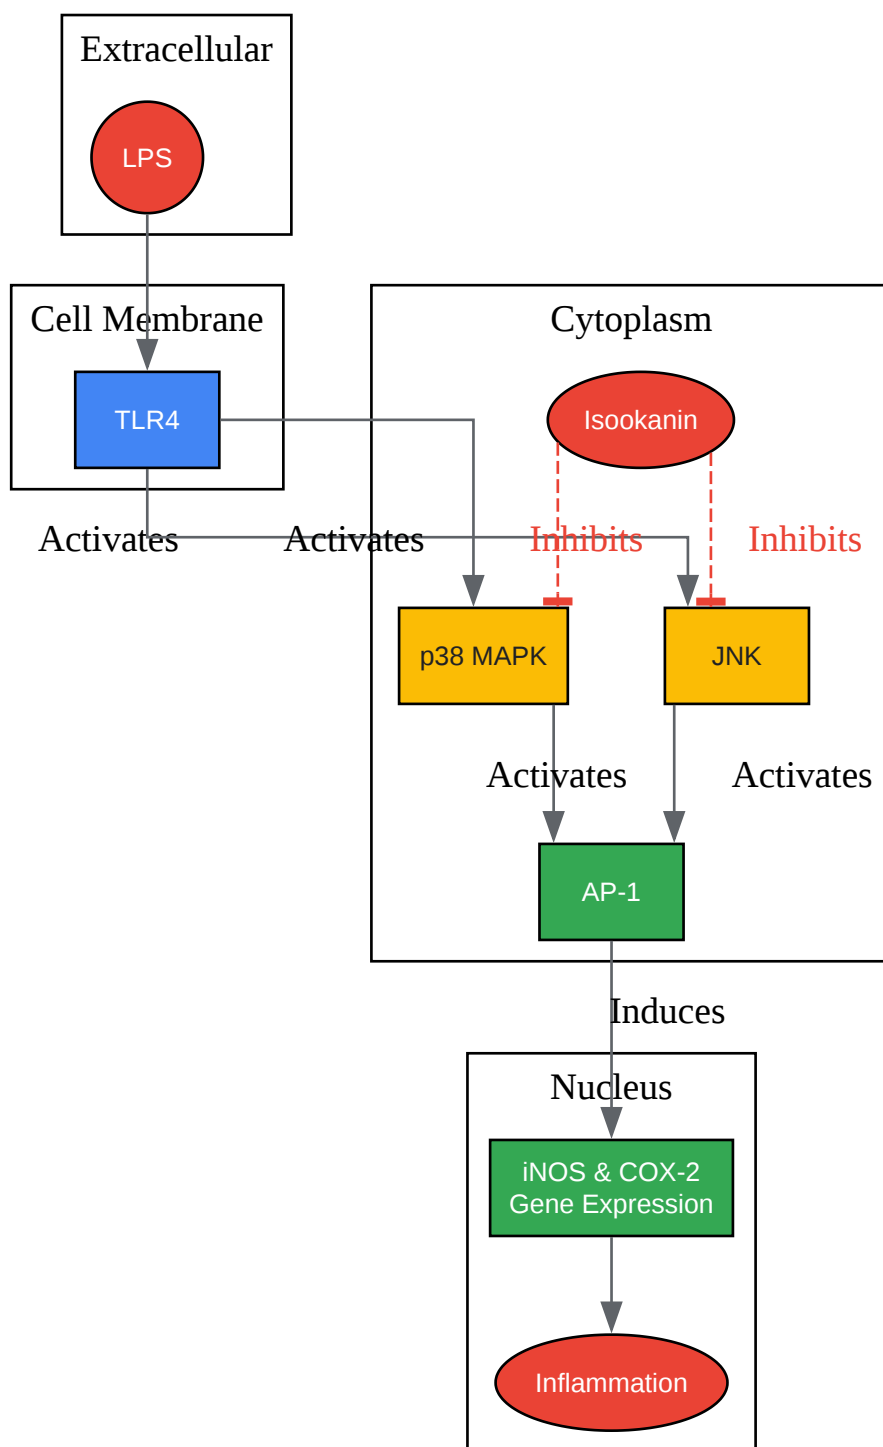 Extracellular
LPS
Cell Membrane
Cytoplasm
TLR4
Isookanin
Activates
Activates
Inhibits
Inhibits
p38 MAPK
JNK
Activates
Activates
AP-1
Induces
Nucleus
iNOS & COX-2
Gene Expression
Inflammation